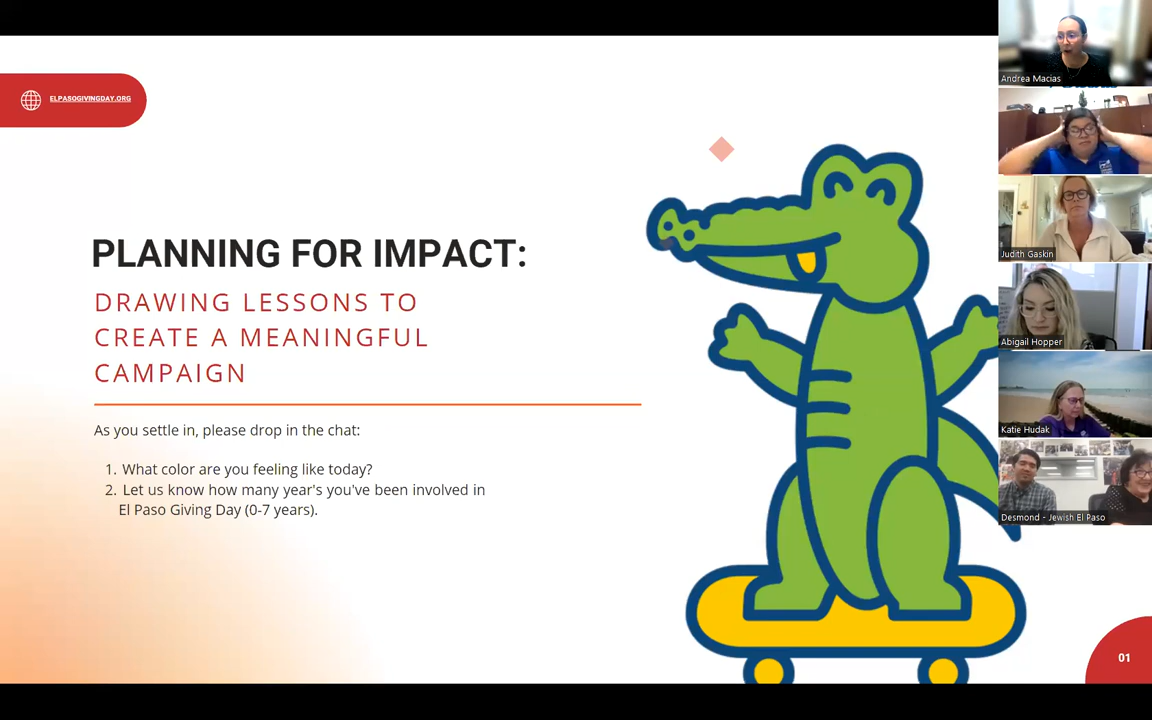 ELPASOGIVINGDAY.ORG
PLANNING FOR IMPACT:
DRAWING LESSONS TO
CREATE A MEANINGFUL
CAMPAIGN
As you settle in, please drop in the chat:
1. What color are you feeling like today?
2. Let us know how many year's you've been involved in
El Paso Giving Day (0-7 years).
01
Andrea Macias
Judith Gaskin
Abigail Hopper
Katie Hudak
Desmond - Jewish El Paso